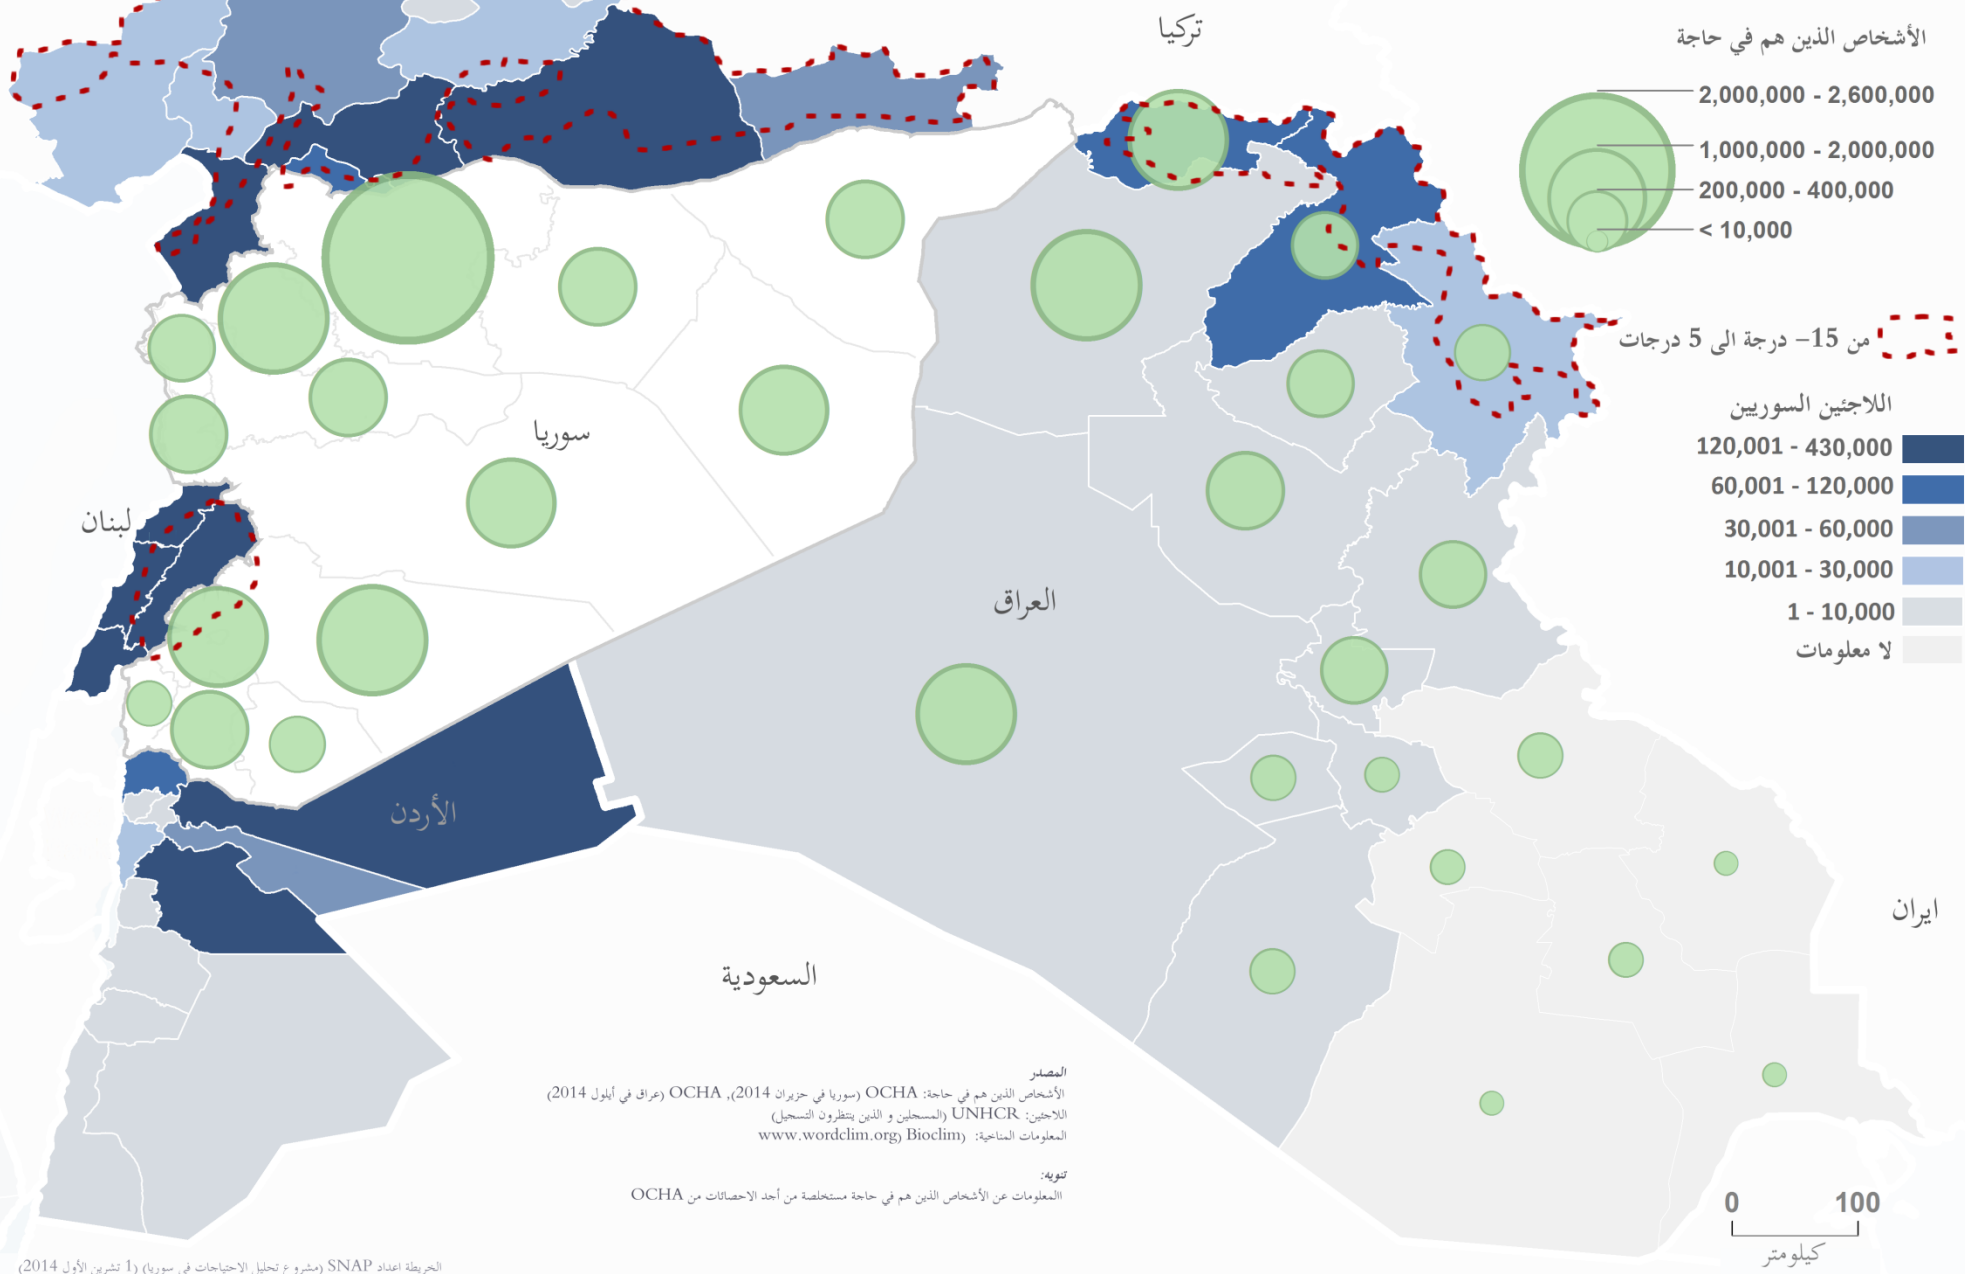 تركيا
الأشخاص الذين هم في حاجة
2,000,000 - 2,600,000
1,000,000 - 2,000,000
200,000 - 400,000
< 10,000
من 15– درجة الى 5 درجات
اللاجئين السوريين
120,001 - 430,000
60,001 - 120,000
30,001 - 60,000
10,001 - 30,000
1 - 10,000
لا معلومات
سوريا
لبنان
العراق
الأردن
ايران
السعودية
المصدر
الأشخاص الذين هم في حاجة: OCHA (سوريا في حزيران 2014), OCHA (عراق في أيلول 2014)
اللاجئين: UNHCR (المسجلين و الذين ينتظرون التسجيل)
المعلومات المناخية: www.wordclim.org) Bioclim)
تنويه:
االمعلومات عن الأشخاص الذين هم في حاجة مستخلصة من أجد الاحصائات من OCHA
0 100
كيلومتر
الخريطة اعداد SNAP (مشروع تحليل الاحتياجات في سوريا) (1 تشرين الأول 2014)